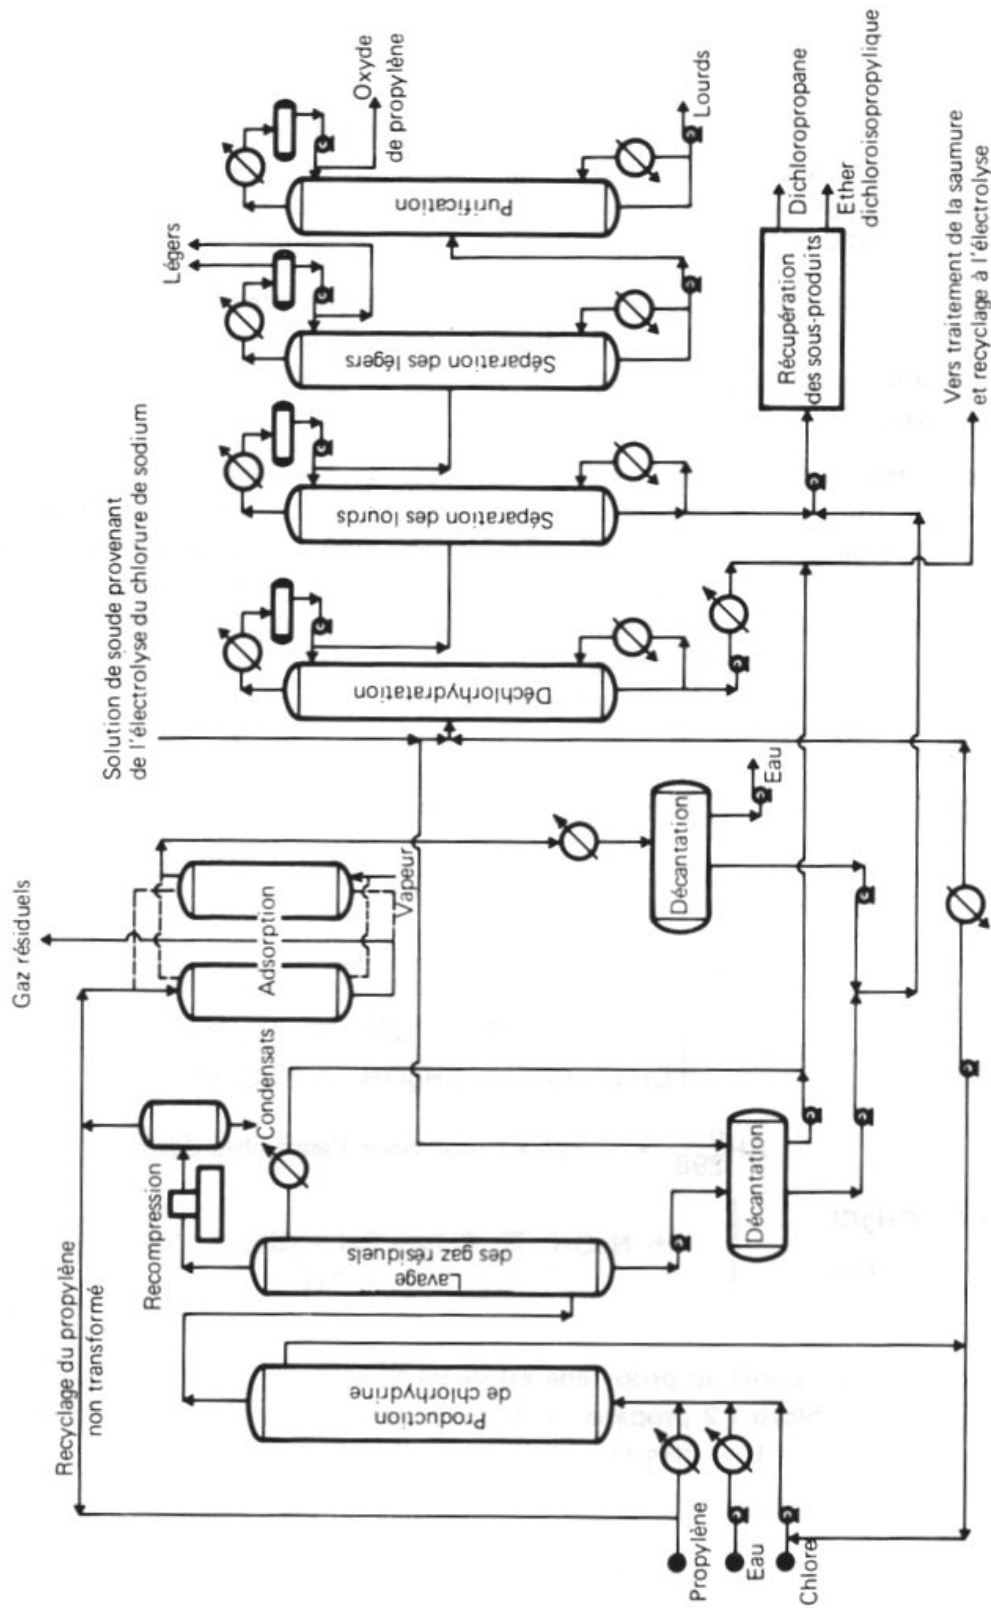 Gaz résiduels
Solution de soude provenant
de l'électrolyse du chlorure de sodium
Légers
Oxyde
de propylène
Recyclage du propylène
non transformé
Recompression
Condensats
Adsorption
Vapeur
Production
de chlorhydrine
Lavage
des gaz résiduels
Décantation
Décantation
Eau
Déchlorhydratation
Séparation des lourds
Séparation des légers
Purification
Lourds
Récupération
des sous-produits
Dichloropropane
Ether
dichloroisopropylique
Vers traitement de la saumure
et recyclage à l'électrolyse
Propylène
Eau
Chlore